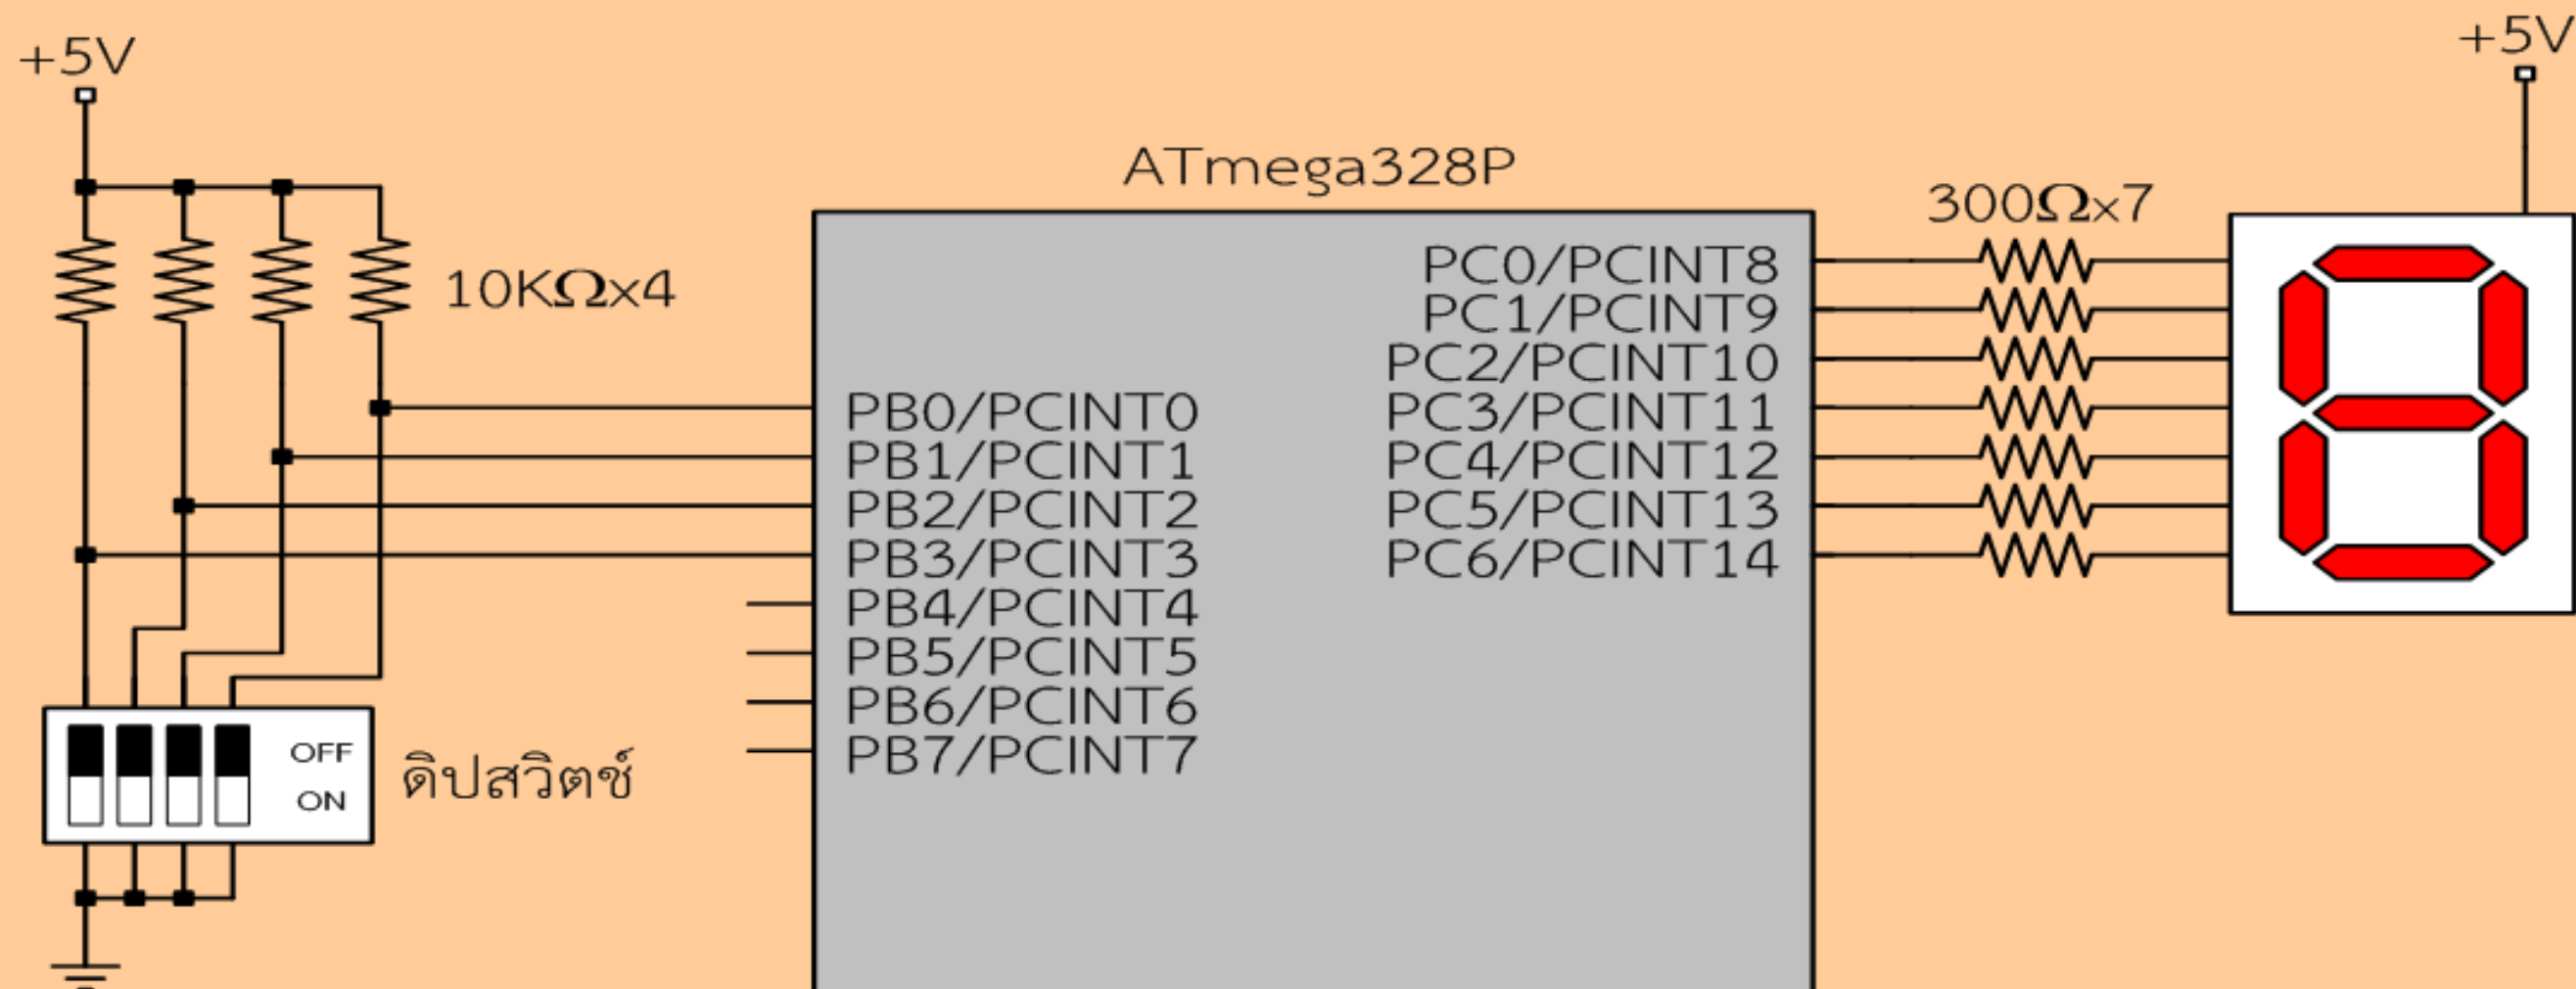 +5V
+5V
ATmega328P
300Ωx7
10KΩx4
PC0/PCINT8
PC1/PCINT9
PC2/PCINT10
PB0/PCINT0
PC3/PCINT11
PB1/PCINT1
PC4/PCINT12
PB2/PCINT2
PC5/PCINT13
PB3/PCINT3
PC6/PCINT14
PB4/PCINT4
PB5/PCINT5
PB6/PCINT6
PB7/PCINT7
OFF
ON
ดิปสวิตช์